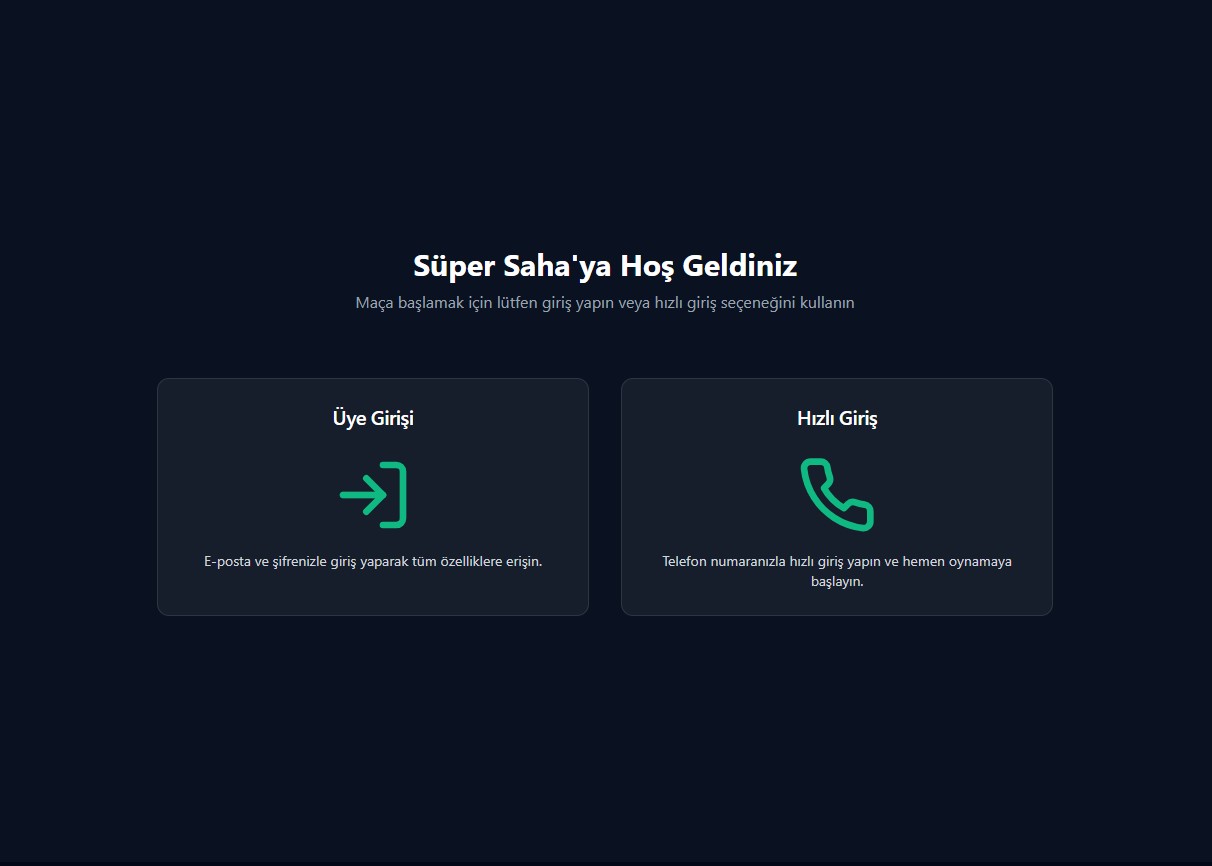 Süper Saha'ya Hoş Geldiniz
Maça başlamak için lütfen giriş yapın veya hızlı giriş seçeneğini kullanın
Üye Girişi
E-posta ve şifrenizle giriş yaparak tüm özelliklere erişin.
Hızlı Giriş
Telefon numaranızla hızlı giriş yapın ve hemen oynamaya
başlayın.